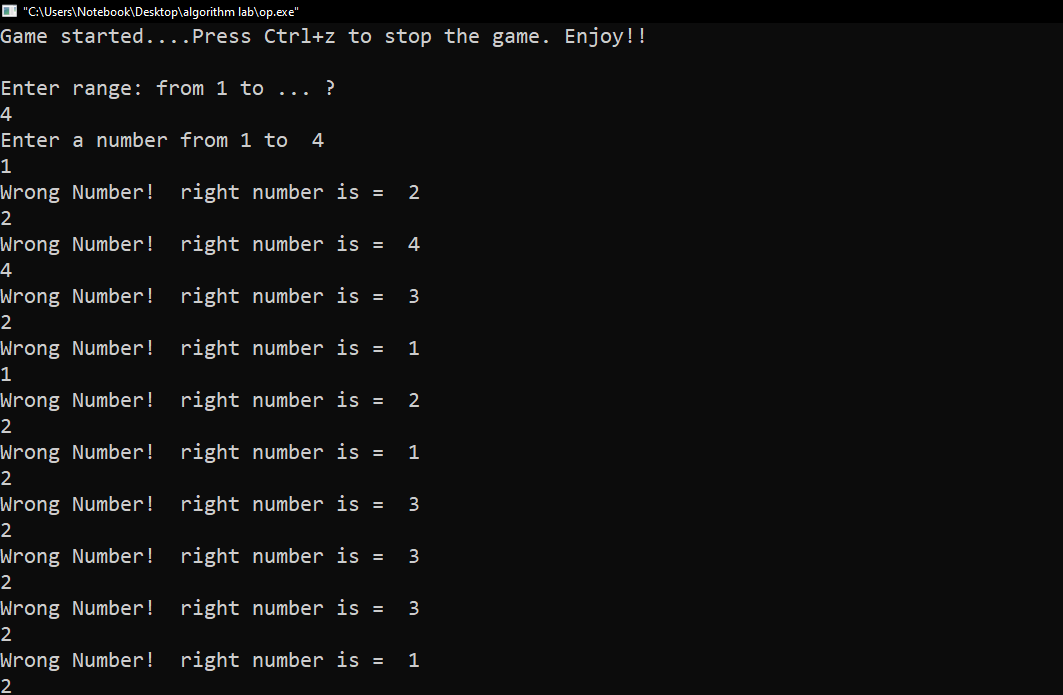 "C:\Users\Notebook\Desktop\algorithm lab\op.exe"
Game started....Press Ctrl+z to stop the game. Enjoy!!
Enter range: from 1 to ... ?
4
Enter a number from 1 to  4
1
Wrong Number!  right number is =  2
2
Wrong Number!  right number is =  4
4
Wrong Number!  right number is =  3
2
Wrong Number!  right number is =  1
1
Wrong Number!  right number is =  2
2
Wrong Number!  right number is =  1
2
Wrong Number!  right number is =  3
2
Wrong Number!  right number is =  3
2
Wrong Number!  right number is =  3
2
Wrong Number!  right number is =  1
2